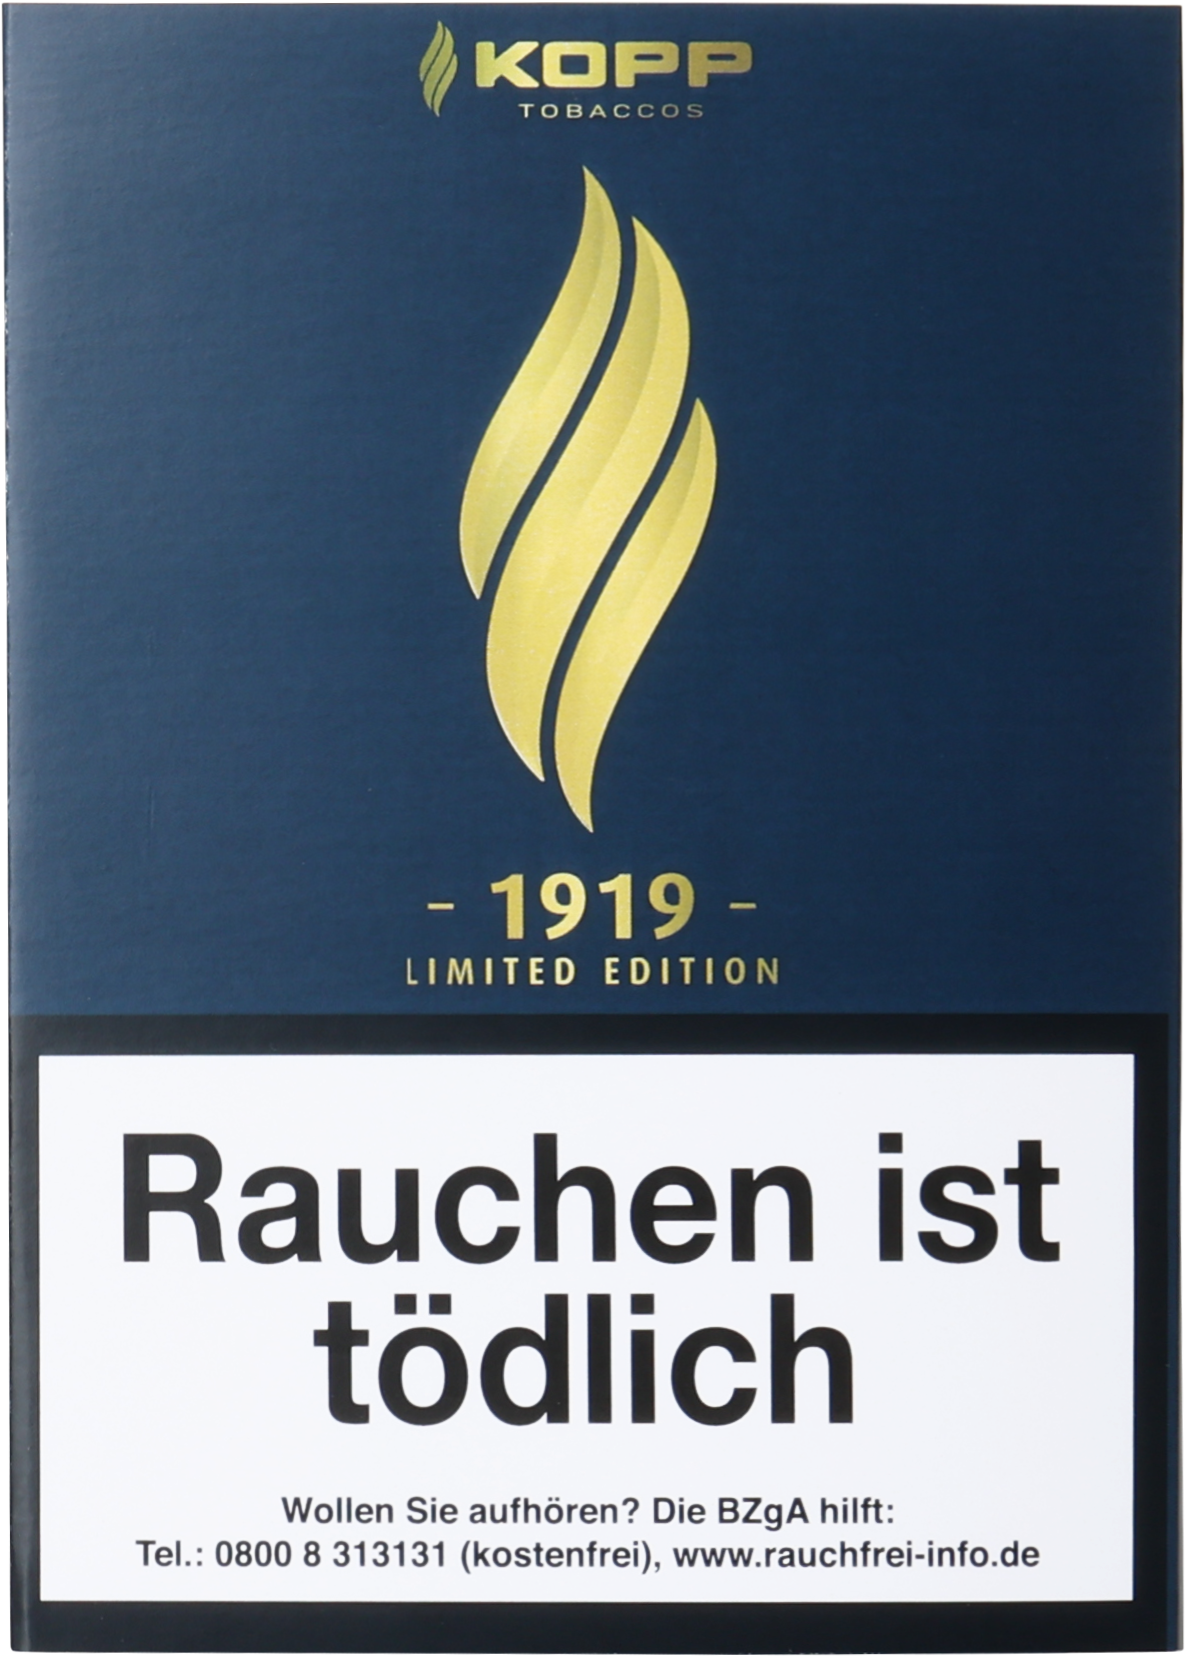 KOPP
TOBACCOS
- 1919 -
LIMITED EDITION
Rauchen ist
tödlich
Wollen Sie aufhören? Die BZgA hilft:
Tel.: 0800 8 313131 (kostenfrei), www.rauchfrei-info.de